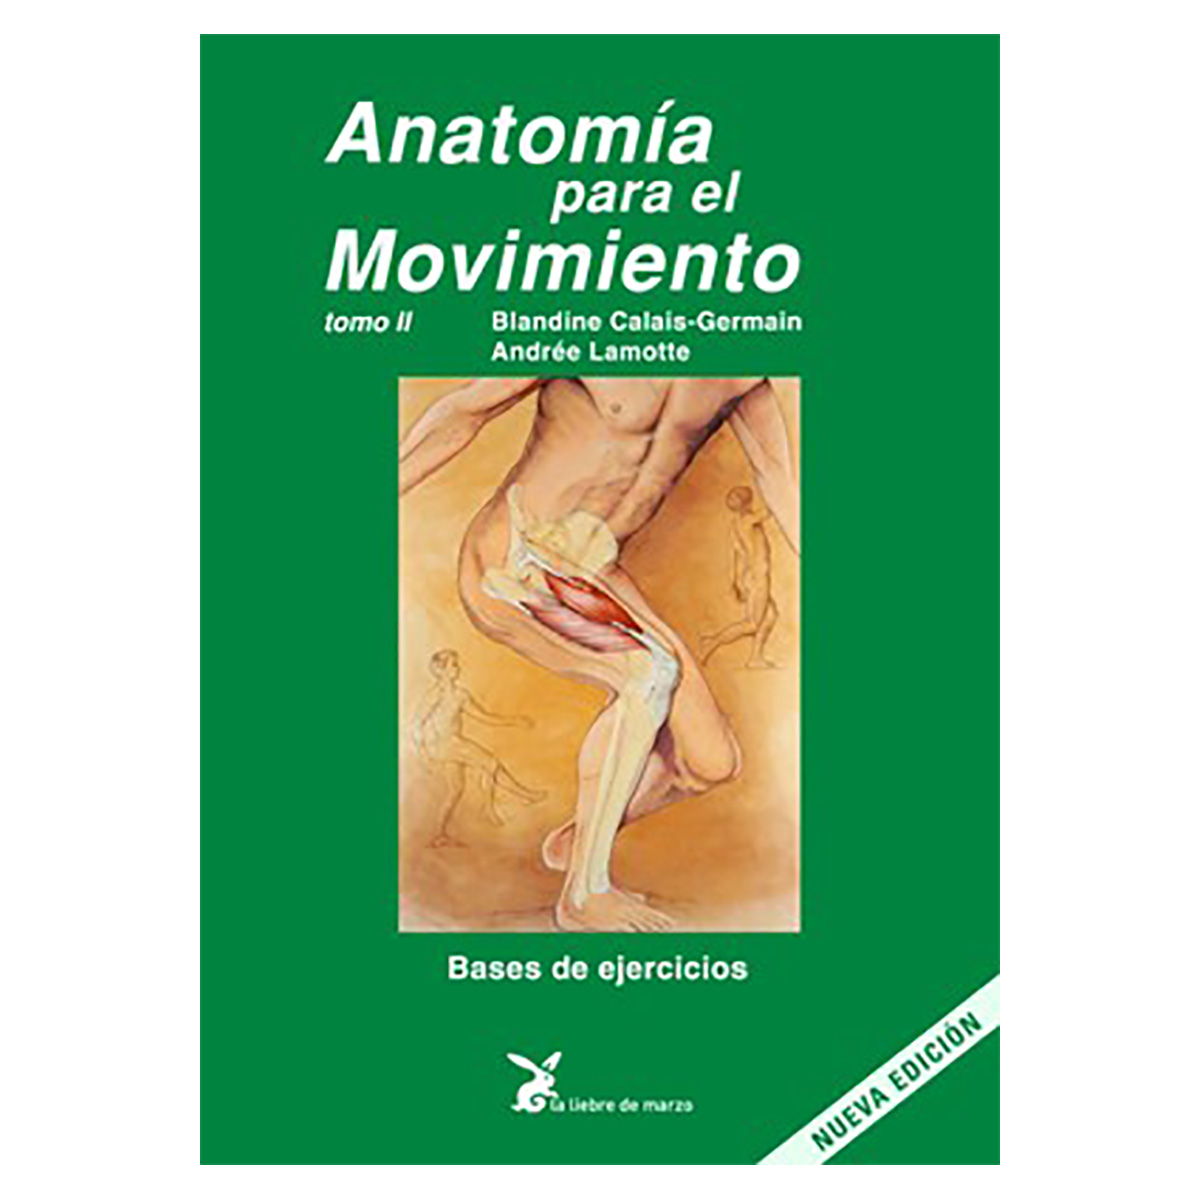 Anatomía
para el
Movimiento
tomo II
Blandine Calais-Germain
Andrée Lamotte
Bases de ejercicios
la liebre de marzo
NUEVA EDICIÓN